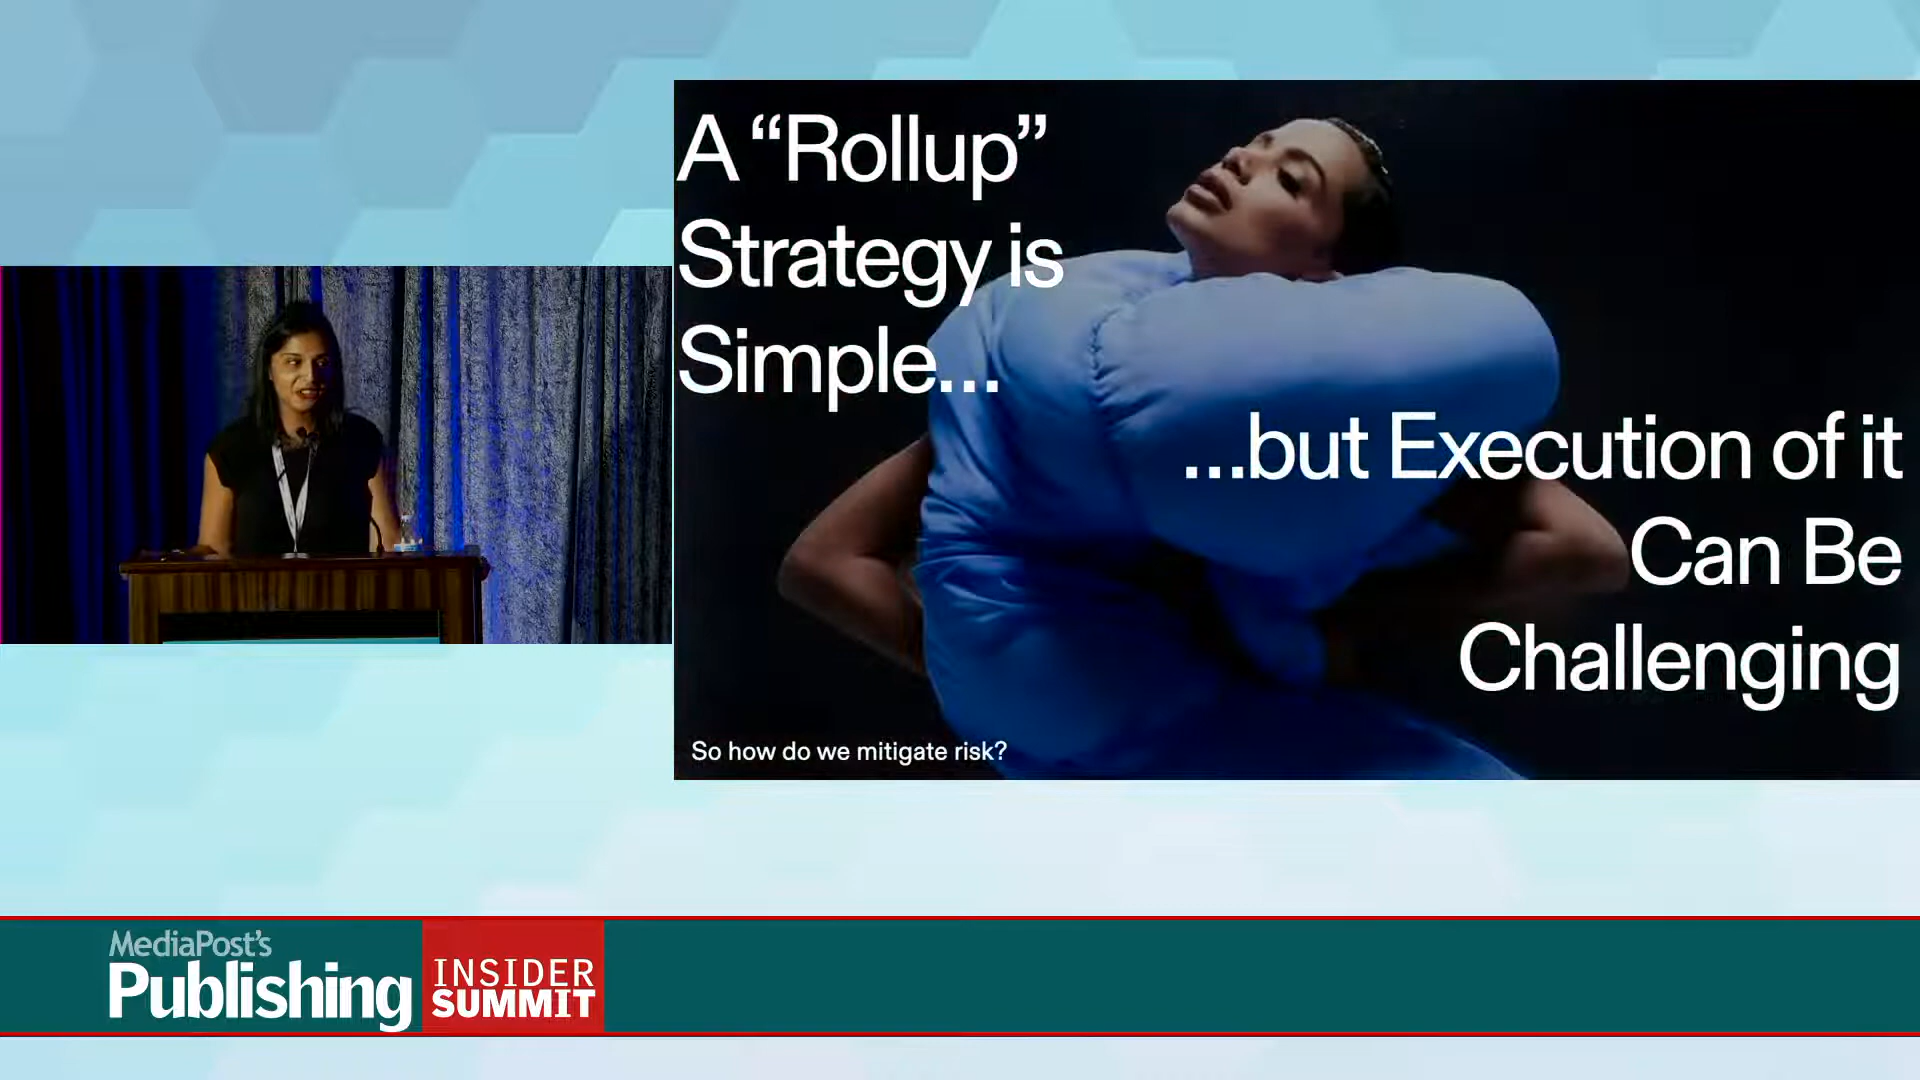 A “Rollup”
Strategy is
Simple...
...but Execution of it
Can Be
Challenging
So how do we mitigate risk?
MediaPost's
Publishing
INSIDER
SUMMIT